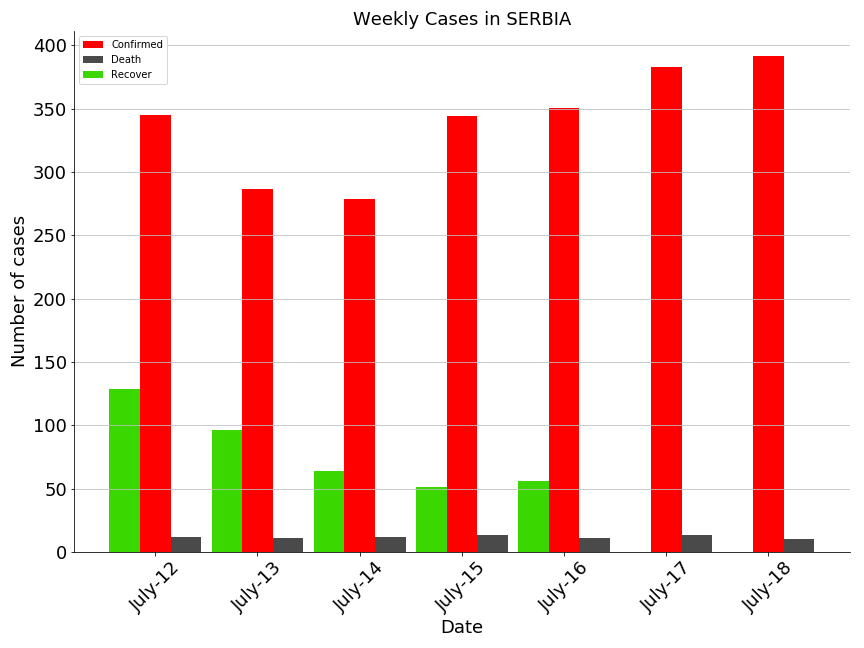 Weekly Cases in SERBIA
Confirmed
Death
Recover
Number of cases
400
350
300
250
200
150
100
50
0
July-12
July-13
July-14
July-15
July-16
July-17
July-18
Date